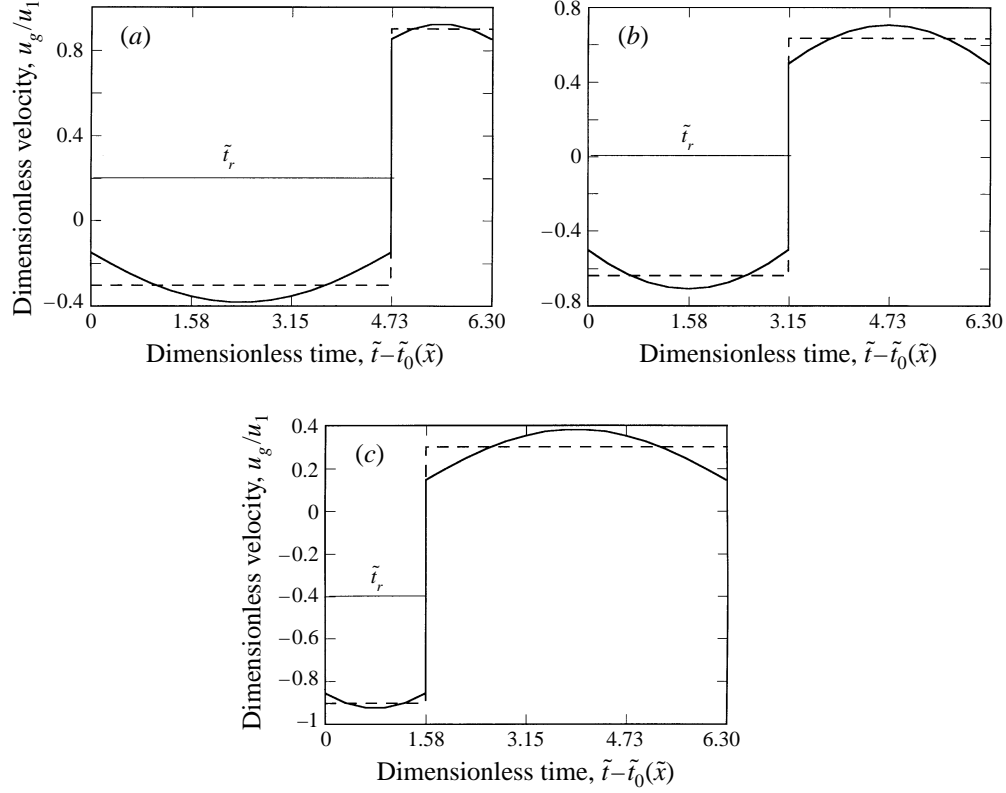 (a)
Dimensionless velocity, u_g/u_1
0.8
0.4
0
−0.4
t̃_r
0 1.58 3.15 4.73 6.30
Dimensionless time, t̃−t̃_0(x̃)
(b)
0.8
0.4
0
−0.4
−0.8
t̃_r
0 1.58 3.15 4.73 6.30
Dimensionless time, t̃−t̃_0(x̃)
(c)
Dimensionless velocity, u_g/u_1
0.4
0.2
0
−0.2
−0.4
−0.6
−0.8
−1
t̃_r
0 1.58 3.15 4.73 6.30
Dimensionless time, t̃−t̃_0(x̃)